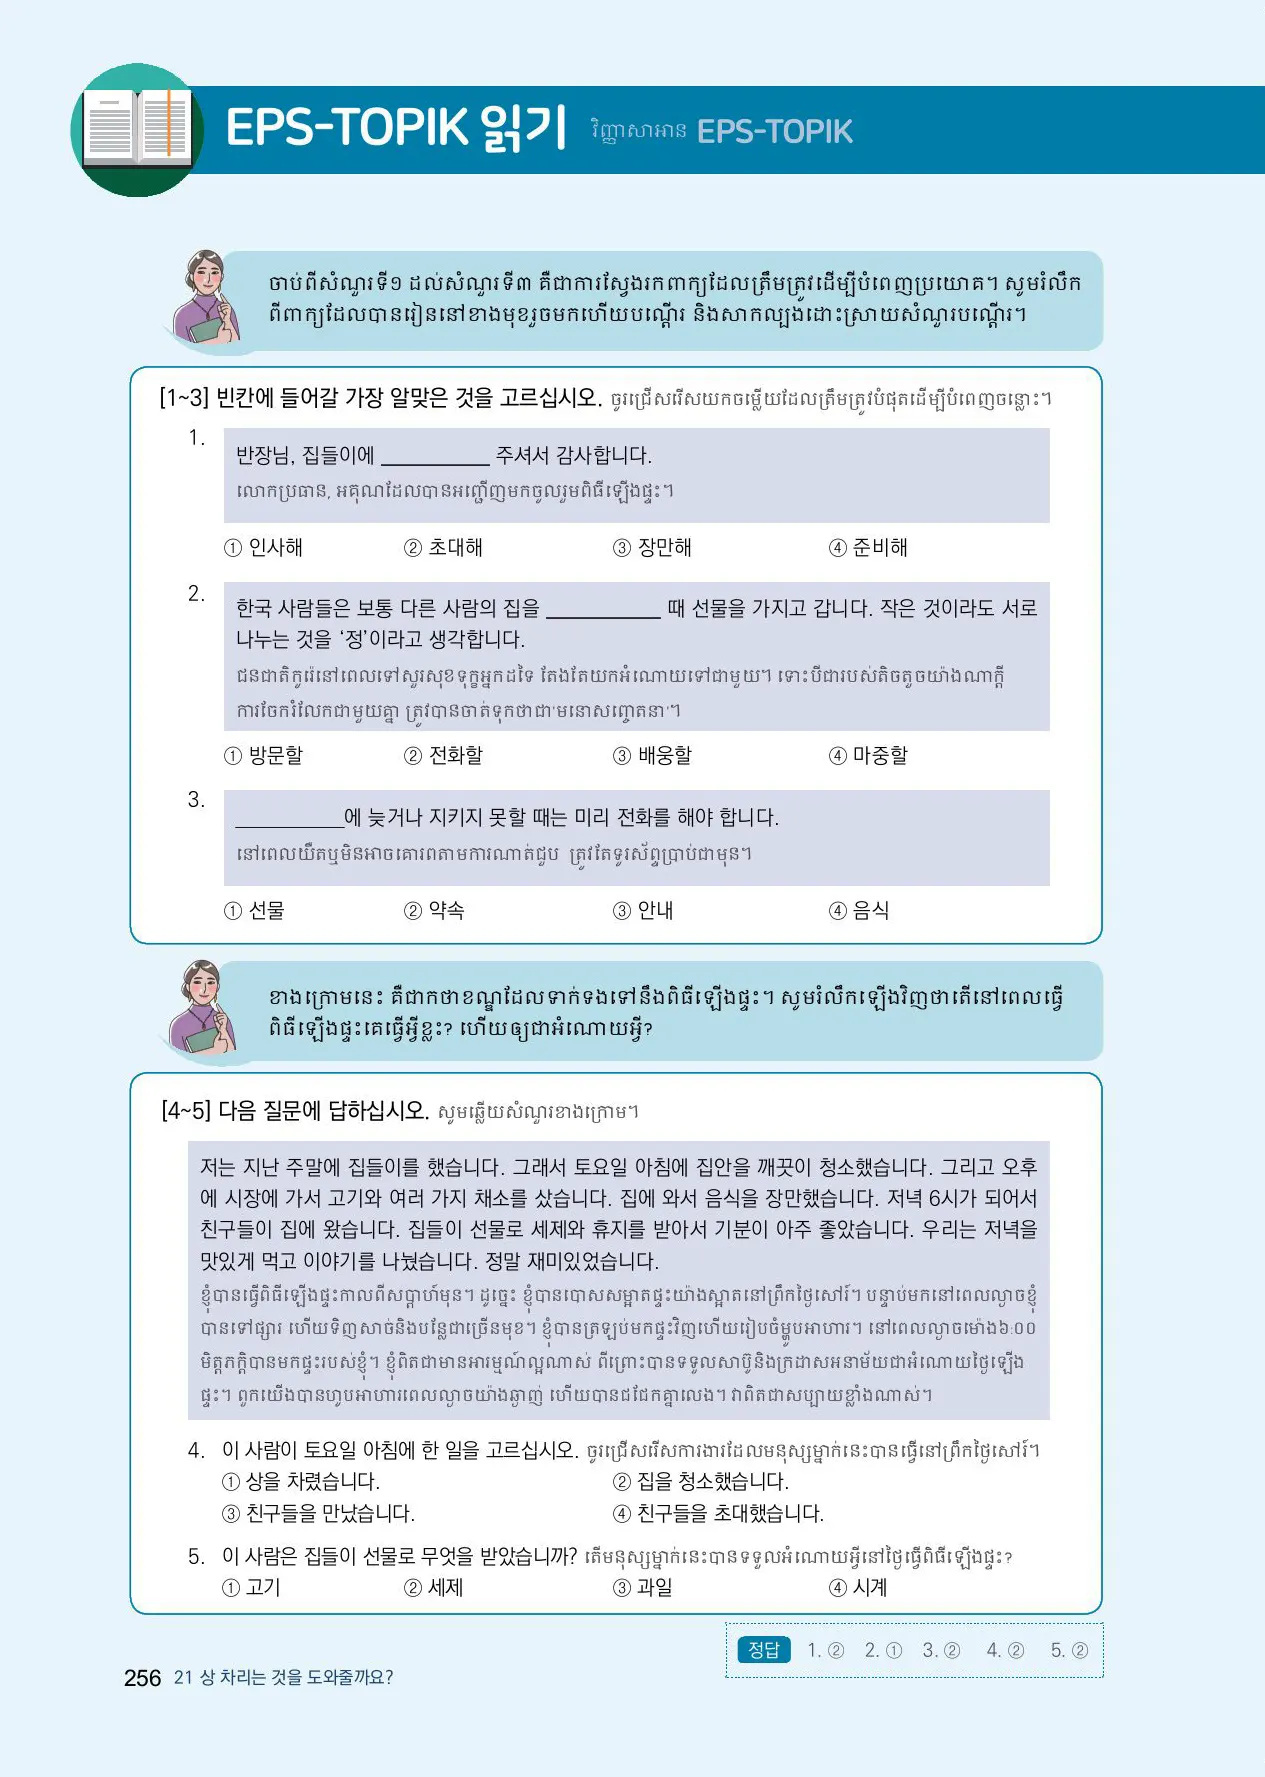 EPS-TOPIK 읽기 វិញ្ញាសាអាន EPS-TOPIK
ចាប់ពីសំណួរទី១ ដល់សំណួរទី៣ គឺជាការស្វែងរកពាក្យដែលត្រឹមត្រូវដើម្បីបំពេញប្រយោគ។ សូមរំលឹក
ពីពាក្យដែលបានរៀននៅខាងមុខរួចមកហើយបណ្តើរ និងសាកល្បងដោះស្រាយសំណួរបណ្តើរ។
[1~3] 빈칸에 들어갈 가장 알맞은 것을 고르십시오. ចូរជ្រើសរើសយកចម្លើយដែលត្រឹមត្រូវបំផុតដើម្បីបំពេញចន្លោះ។
1.
반장님, 집들이에 ___________ 주셔서 감사합니다.
លោកប្រធាន, អរគុណដែលបានអញ្ជើញមកចូលរួមពិធីឡើងផ្ទះ។
① 인사해 ② 초대해 ③ 장만해 ④ 준비해
2.
한국 사람들은 보통 다른 사람의 집을 ___________ 때 선물을 가지고 갑니다. 작은 것이라도 서로
나누는 것을 ‘정’이라고 생각합니다.
ជនជាតិកូរ៉េនៅពេលទៅសួរសុខទុក្ខអ្នកដទៃ តែងតែយកអំណោយទៅជាមួយ។ ទោះបីជារបស់តិចតួចយ៉ាងណាក្តី
ការចែករំលែកជាមួយគ្នា ត្រូវបានចាត់ទុកថាជា‘មនោសញ្ចេតនា’។
① 방문할 ② 전화할 ③ 배웅할 ④ 마중할
3.
___________에 늦거나 지키지 못할 때는 미리 전화를 해야 합니다.
នៅពេលយឺតឬមិនអាចគោរពតាមការណាត់ជួប ត្រូវតែទូរស័ព្ទប្រាប់ជាមុន។
① 선물 ② 약속 ③ 안내 ④ 음식
ខាងក្រោមនេះ គឺជាកថាខណ្ឌដែលទាក់ទងទៅនឹងពិធីឡើងផ្ទះ។ សូមរំលឹកឡើងវិញថាតើនៅពេលធ្វើ
ពិធីឡើងផ្ទះគេធ្វើអ្វីខ្លះ? ហើយឲ្យជាអំណោយអ្វី?
[4~5] 다음 질문에 답하십시오. សូមឆ្លើយសំណួរខាងក្រោម។
저는 지난 주말에 집들이를 했습니다. 그래서 토요일 아침에 집안을 깨끗이 청소했습니다. 그리고 오후
에 시장에 가서 고기와 여러 가지 채소를 샀습니다. 집에 와서 음식을 장만했습니다. 저녁 6시가 되어서
친구들이 집에 왔습니다. 집들이 선물로 세제와 휴지를 받아서 기분이 아주 좋았습니다. 우리는 저녁을
맛있게 먹고 이야기를 나눴습니다. 정말 재미있었습니다.
ខ្ញុំបានធ្វើពិធីឡើងផ្ទះកាលពីសប្តាហ៍មុន។ ដូច្នេះ ខ្ញុំបានបោសសម្អាតផ្ទះយ៉ាងស្អាតនៅព្រឹកថ្ងៃសៅរ៍។ បន្ទាប់មកនៅពេលល្ងាចខ្ញុំ
បានទៅផ្សារ ហើយទិញសាច់និងបន្លែជាច្រើនមុខ។ ខ្ញុំបានត្រឡប់មកផ្ទះវិញហើយរៀបចំម្ហូបអាហារ។ នៅពេលល្ងាចម៉ោង៦:០០
មិត្តភក្តិបានមកផ្ទះរបស់ខ្ញុំ។ ខ្ញុំពិតជាមានអារម្មណ៍ល្អណាស់ ពីព្រោះបានទទួលសាប៊ូនិងក្រដាសអនាម័យជាអំណោយថ្ងៃឡើង
ផ្ទះ។ ពួកយើងបានហូបអាហារពេលល្ងាចយ៉ាងឆ្ងាញ់ ហើយបានជជែកគ្នាលេង។ វាពិតជាសប្បាយខ្លាំងណាស់។
4. 이 사람이 토요일 아침에 한 일을 고르십시오. ចូរជ្រើសរើសការងារដែលមនុស្សម្នាក់នេះបានធ្វើនៅព្រឹកថ្ងៃសៅរ៍។
① 상을 차렸습니다. ② 집을 청소했습니다.
③ 친구들을 만났습니다. ④ 친구들을 초대했습니다.
5. 이 사람은 집들이 선물로 무엇을 받았습니까? តើមនុស្សម្នាក់នេះបានទទួលអំណោយអ្វីនៅថ្ងៃធ្វើពិធីឡើងផ្ទះ?
① 고기 ② 세제 ③ 과일 ④ 시계
정답 1. ② 2. ① 3. ② 4. ② 5. ②
256 21 상 차리는 것을 도와줄까요?